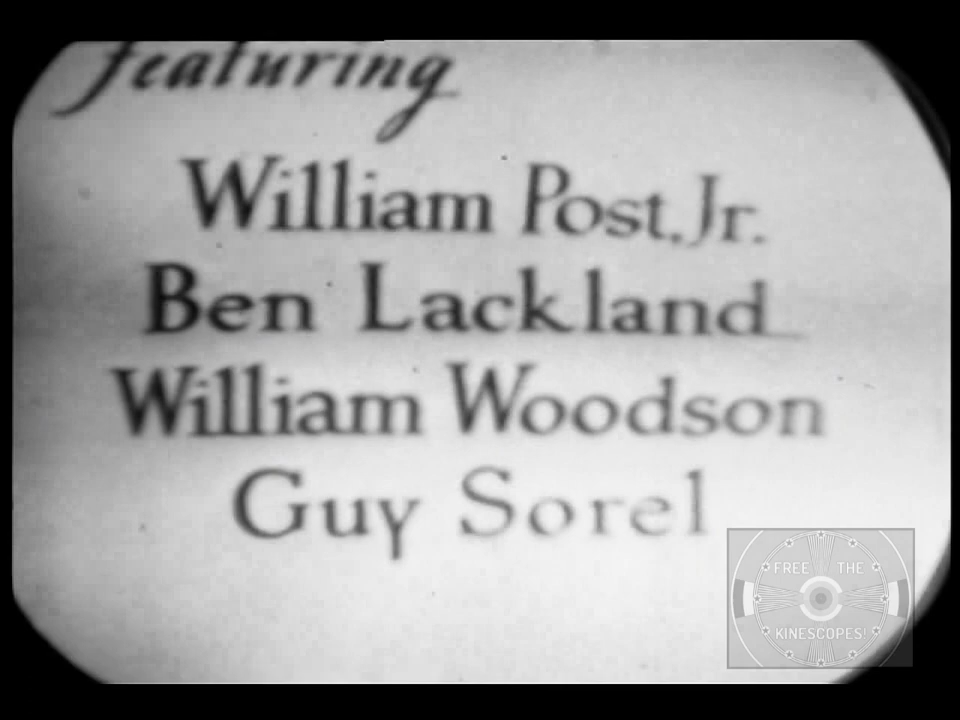 featuring
William Post, Jr.
Ben Lackland
William Woodson
Guy Sorel
FREE THE
KINESCOPES!